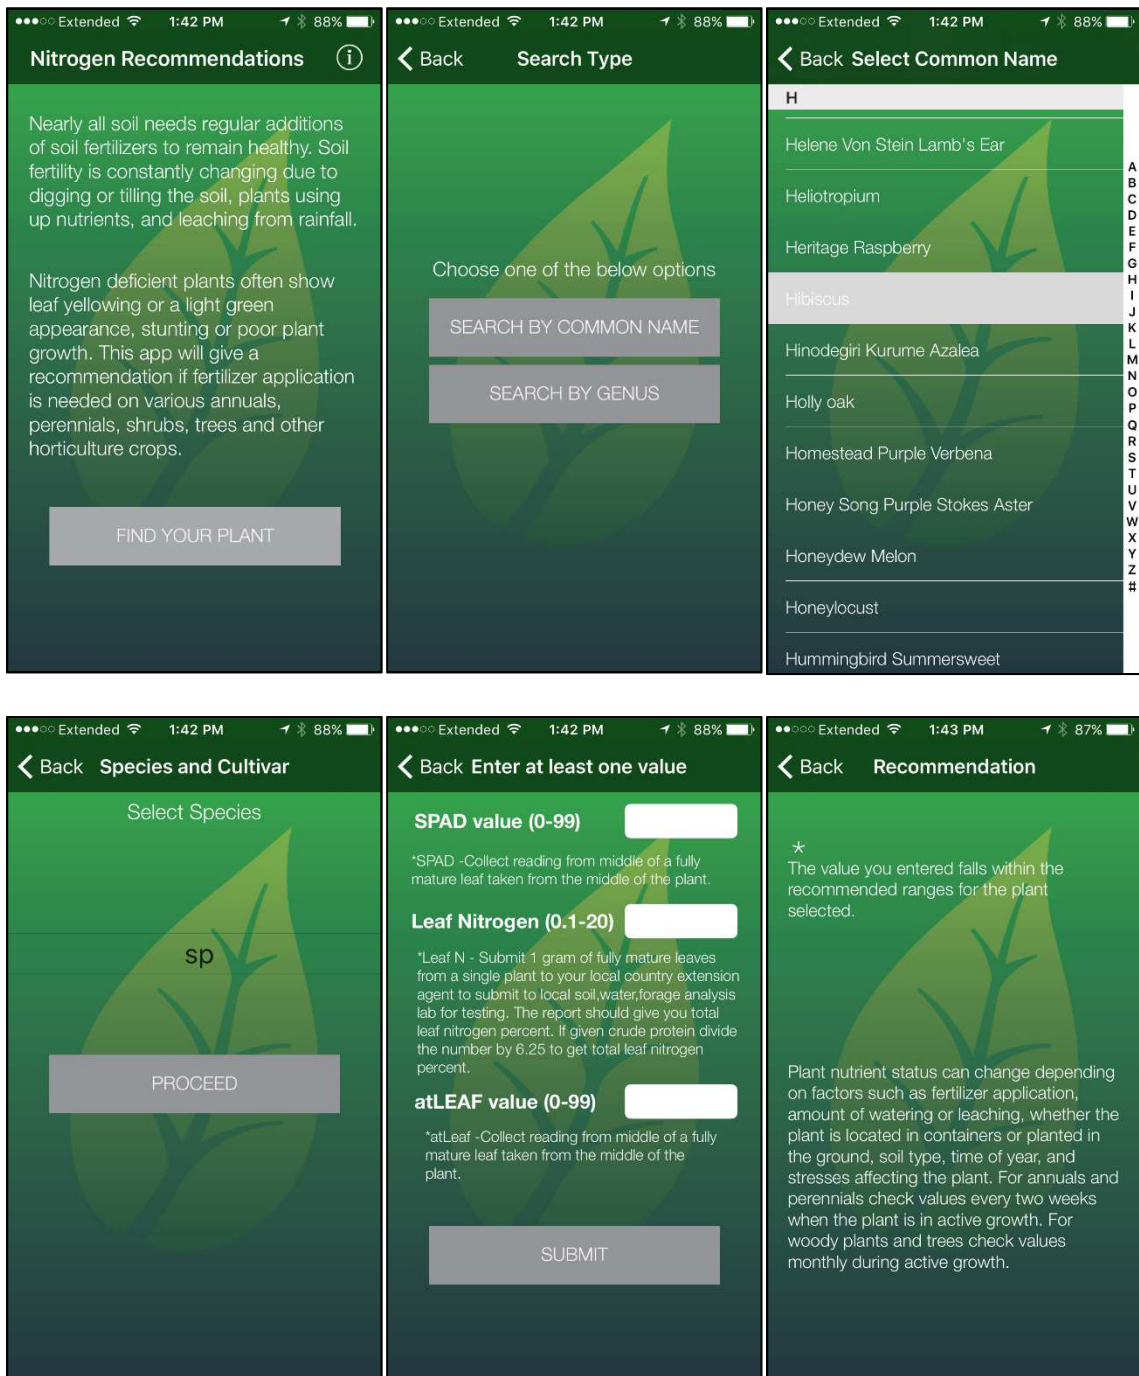 ●●●○○ Extended 1:42 PM 88%
Nitrogen Recommendations i
Nearly all soil needs regular additions
of soil fertilizers to remain healthy. Soil
fertility is constantly changing due to
digging or tilling the soil, plants using
up nutrients, and leaching from rainfall.
Nitrogen deficient plants often show
leaf yellowing or a light green
appearance, stunting or poor plant
growth. This app will give a
recommendation if fertilizer application
is needed on various annuals,
perennials, shrubs, trees and other
horticulture crops.
FIND YOUR PLANT
●●●○○ Extended 1:42 PM 88%
Back Search Type
Choose one of the below options
SEARCH BY COMMON NAME
SEARCH BY GENUS
●●●○○ Extended 1:42 PM 88%
Back Select Common Name
H
Helene Von Stein Lamb's Ear
Heliotropium
Heritage Raspberry
Hibiscus
Hinodegiri Kurume Azalea
Holly oak
Homestead Purple Verbena
Honey Song Purple Stokes Aster
Honeydew Melon
Honeylocust
Hummingbird Summersweet
A
B
C
D
E
F
G
H
I
J
K
L
M
N
O
P
Q
R
S
T
U
V
W
X
Y
Z
#
●●●○○ Extended 1:42 PM 88%
Back Species and Cultivar
Select Species
sp
PROCEED
●●●○○ Extended 1:42 PM 88%
Back Enter at least one value
SPAD value (0-99)
*SPAD -Collect reading from middle of a fully
mature leaf taken from the middle of the plant.
Leaf Nitrogen (0.1-20)
*Leaf N - Submit 1 gram of fully mature leaves
from a single plant to your local country extension
agent to submit to local soil,water,forage analysis
lab for testing. The report should give you total
leaf nitrogen percent. If given crude protein divide
the number by 6.25 to get total leaf nitrogen
percent.
atLEAF value (0-99)
*atLeaf -Collect reading from middle of a fully
mature leaf taken from the middle of the
plant.
SUBMIT
●●○○○ Extended 1:43 PM 87%
Back Recommendation
*
The value you entered falls within the
recommended ranges for the plant
selected.
Plant nutrient status can change depending
on factors such as fertilizer application,
amount of watering or leaching, whether the
plant is located in containers or planted in
the ground, soil type, time of year, and
stresses affecting the plant. For annuals and
perennials check values every two weeks
when the plant is in active growth. For
woody plants and trees check values
monthly during active growth.